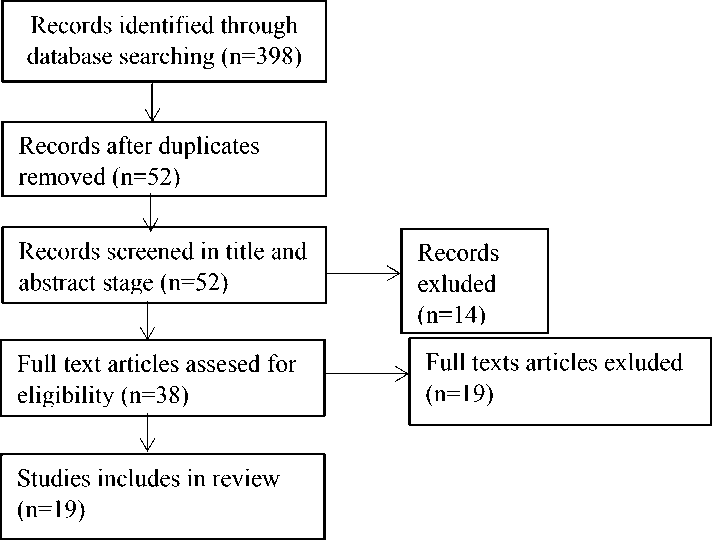 Records identified through
database searching (n=398)
Records after duplicates
removed (n=52)
Records screened in title and
abstract stage (n=52)
Records
exluded
(n=14)
Full text articles assesed for
eligibility (n=38)
Full texts articles exluded
(n=19)
Studies includes in review
(n=19)